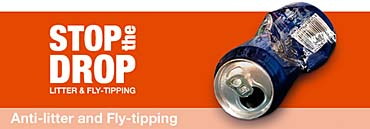 STOP the
DROP
LITTER & FLY-TIPPING
Anti-litter and Fly-tipping